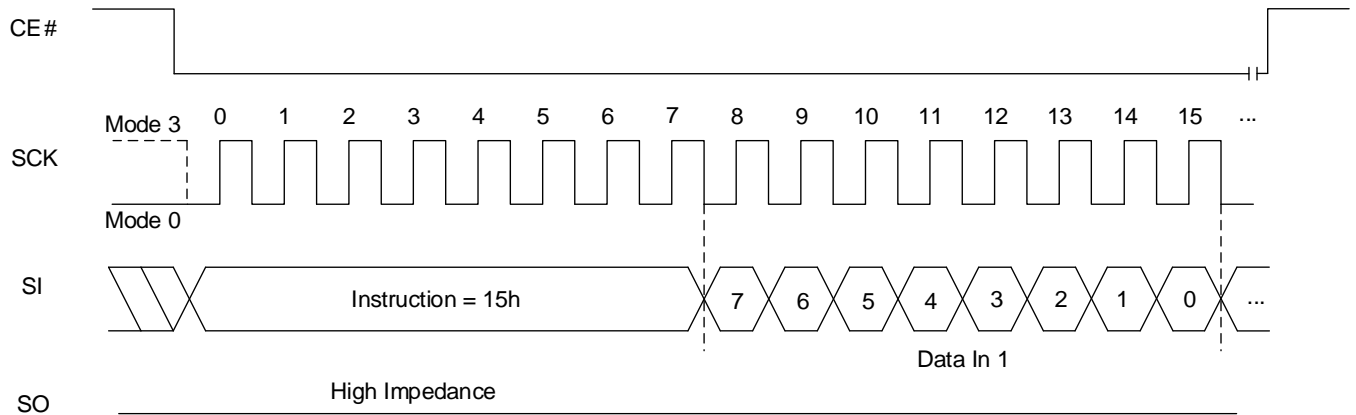 CE#
Mode 3
0 1 2 3 4 5 6 7 8 9 10 11 12 13 14 15 ...
SCK
Mode 0
SI
Instruction = 15h
7 6 5 4 3 2 1 0 ...
Data In 1
High Impedance
SO